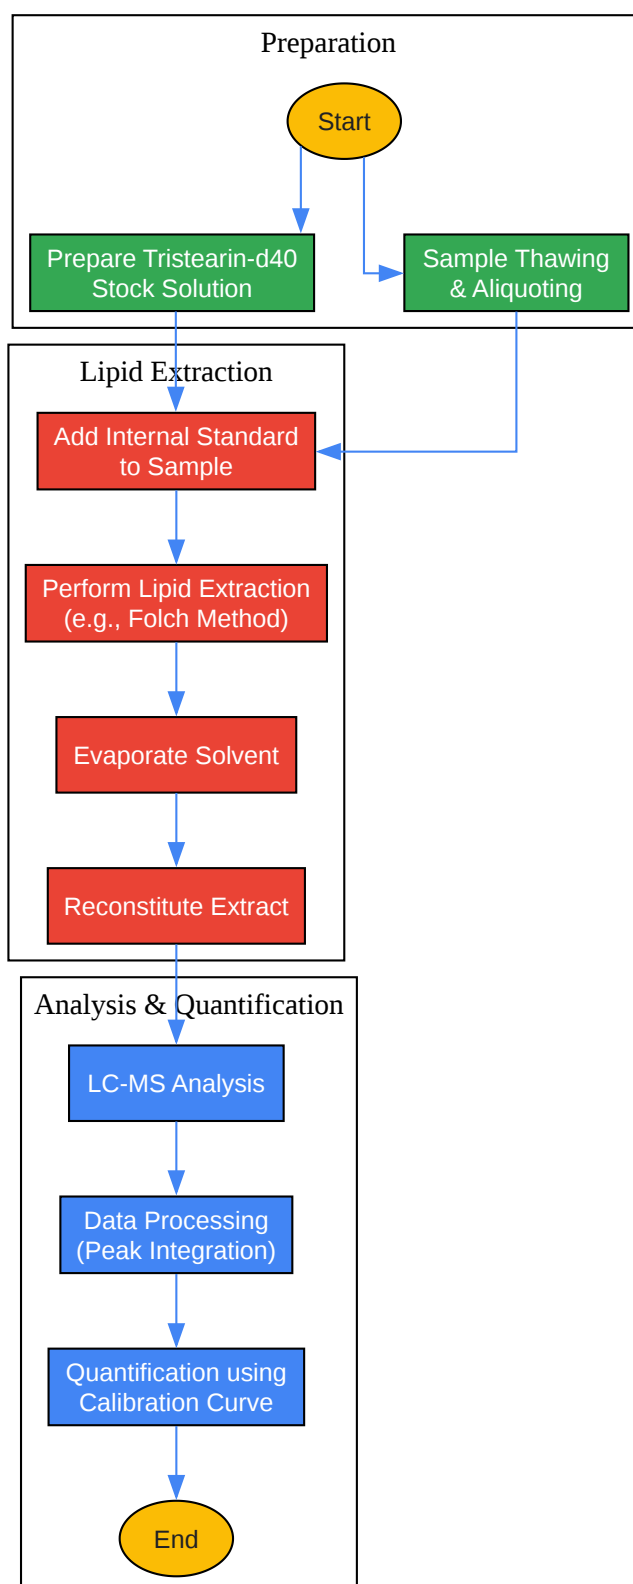 Preparation
Start
Prepare Tristearin-d40
Stock Solution
Sample Thawing
& Aliquoting
Lipid Extraction
Add Internal Standard
to Sample
Perform Lipid Extraction
(e.g., Folch Method)
Evaporate Solvent
Reconstitute Extract
Analysis & Quantification
LC-MS Analysis
Data Processing
(Peak Integration)
Quantification using
Calibration Curve
End